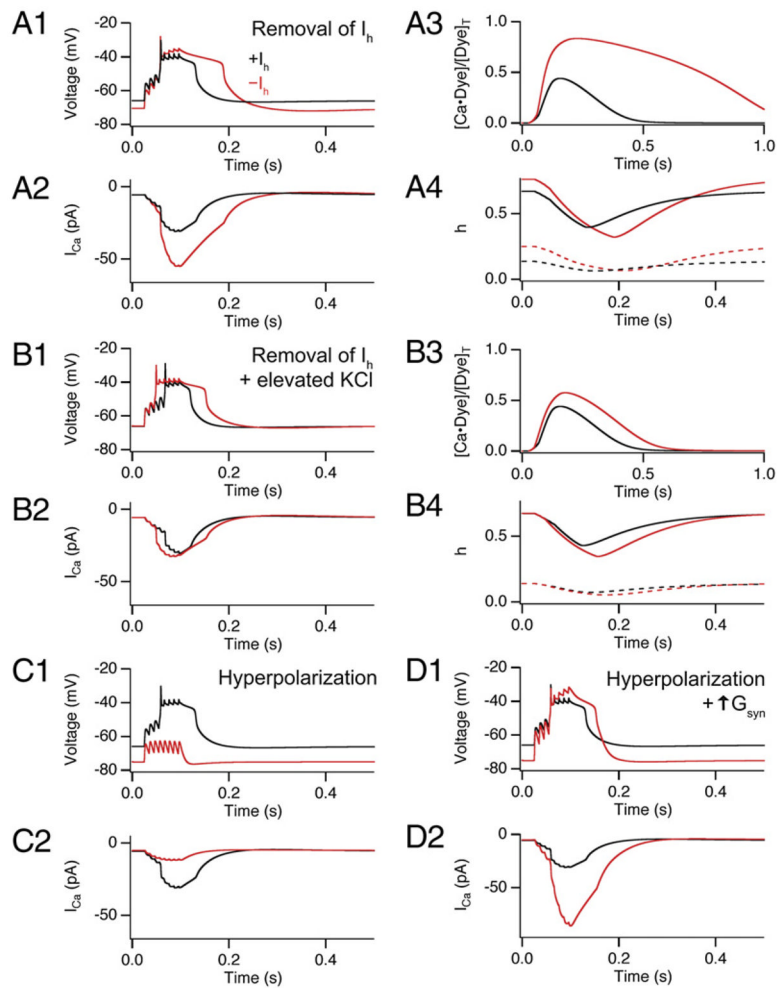 A1
Removal of Ih
+Ih
−Ih
Voltage (mV)
-20
-40
-60
-80
0.0 0.2 0.4
Time (s)
A3
[Ca•Dye]/[Dye]T
1.0
0.5
0.0
0.0 0.5 1.0
Time (s)
A2
ICa (pA)
0
-50
0.0 0.2 0.4
Time (s)
A4
h
0.5
0.0
0.0 0.2 0.4
Time (s)
B1
Removal of Ih
+ elevated KCl
Voltage (mV)
-20
-40
-60
-80
0.0 0.2 0.4
Time (s)
B3
[Ca•Dye]/[Dye]T
1.0
0.5
0.0
0.0 0.5 1.0
Time (s)
B2
ICa (pA)
0
-50
0.0 0.2 0.4
Time (s)
B4
h
0.5
0.0
0.0 0.2 0.4
Time (s)
C1
Hyperpolarization
Voltage (mV)
-20
-40
-60
-80
0.0 0.2 0.4
Time (s)
D1
Hyperpolarization
+ ↑Gsyn
Voltage (mV)
-20
-40
-60
-80
0.0 0.2 0.4
Time (s)
C2
ICa (pA)
0
-50
0.0 0.2 0.4
Time (s)
D2
ICa (pA)
0
-50
0.0 0.2 0.4
Time (s)